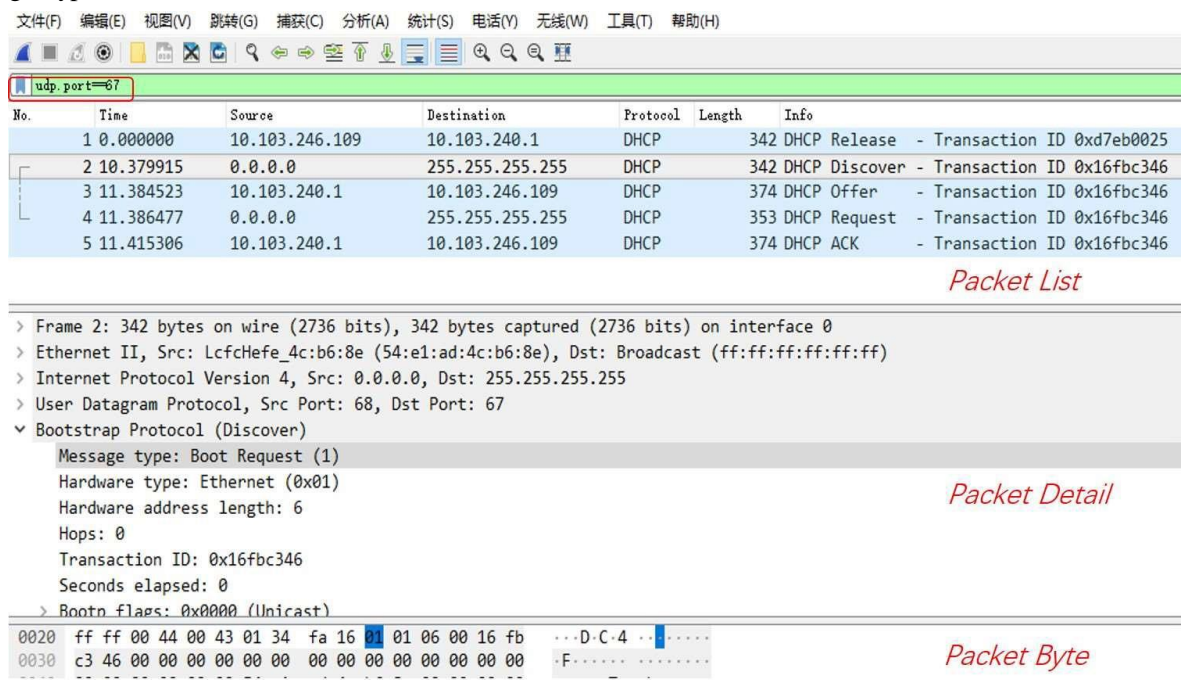 文件(F) 编辑(E) 视图(V) 跳转(G) 捕获(C) 分析(A) 统计(S) 电话(Y) 无线(W) 工具(T) 帮助(H)
udp.port==67
No. Time Source Destination Protocol Length Info
1 0.000000 10.103.246.109 10.103.240.1 DHCP 342 DHCP Release - Transaction ID 0xd7eb0025
2 10.379915 0.0.0.0 255.255.255.255 DHCP 342 DHCP Discover - Transaction ID 0x16fbc346
3 11.384523 10.103.240.1 10.103.246.109 DHCP 374 DHCP Offer - Transaction ID 0x16fbc346
4 11.386477 0.0.0.0 255.255.255.255 DHCP 353 DHCP Request - Transaction ID 0x16fbc346
5 11.415306 10.103.240.1 10.103.246.109 DHCP 374 DHCP ACK - Transaction ID 0x16fbc346
Packet List
> Frame 2: 342 bytes on wire (2736 bits), 342 bytes captured (2736 bits) on interface 0
> Ethernet II, Src: LcfcHefe_4c:b6:8e (54:e1:ad:4c:b6:8e), Dst: Broadcast (ff:ff:ff:ff:ff:ff)
> Internet Protocol Version 4, Src: 0.0.0.0, Dst: 255.255.255.255
> User Datagram Protocol, Src Port: 68, Dst Port: 67
Bootstrap Protocol (Discover)
Message type: Boot Request (1)
Hardware type: Ethernet (0x01)
Packet Detail
Hardware address length: 6
Hops: 0
Transaction ID: 0x16fbc346
Seconds elapsed: 0
> Bootp flags: 0x0000 (Unicast)
0020 ff ff 00 44 00 43 01 34 fa 16 01 01 06 00 16 fb ···D·C·4 ········
0030 c3 46 00 00 00 00 00 00 00 00 00 00 00 00 00 00 ·F······ ········
Packet Byte